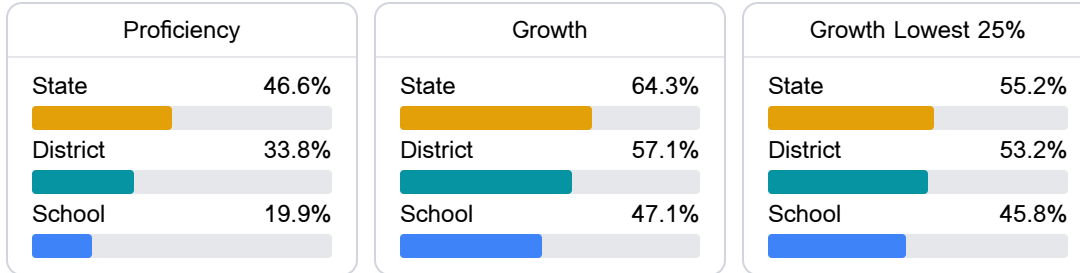 Proficiency
State 46.6%
District 33.8%
School 19.9%
Growth
State 64.3%
District 57.1%
School 47.1%
Growth Lowest 25%
State 55.2%
District 53.2%
School 45.8%